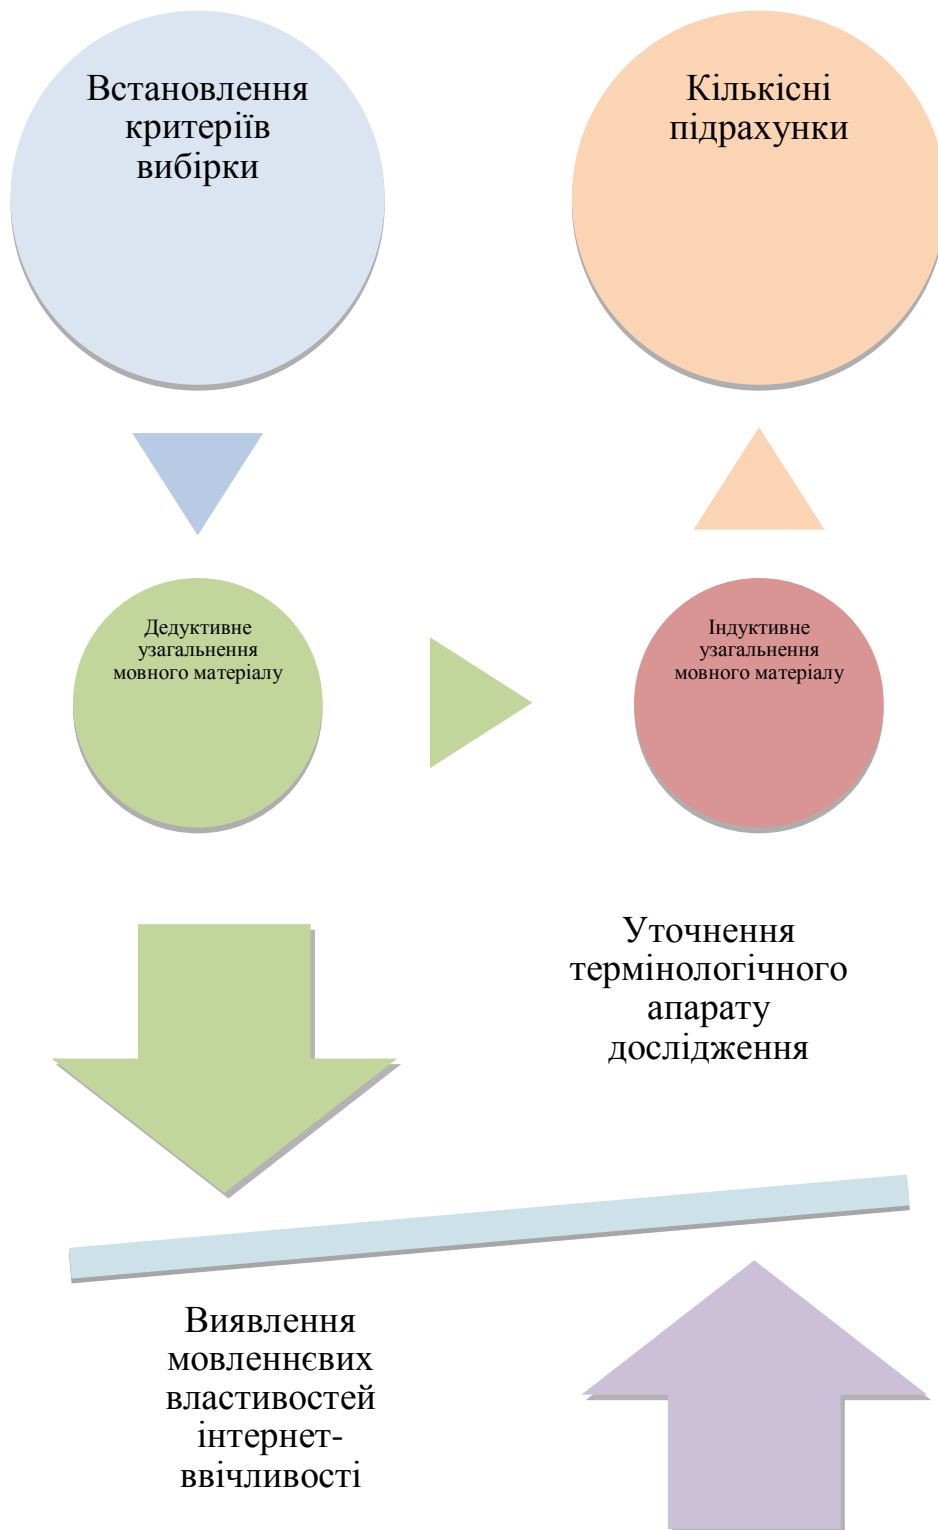 Встановлення
критеріїв
вибірки
Кількісні
підрахунки
Дедуктивне
узагальнення
мовного матеріалу
Індуктивне
узагальнення
мовного матеріалу
Уточнення
термінологічного
апарату
дослідження
Виявлення
мовленнєвих
властивостей
інтернет-
ввічливості